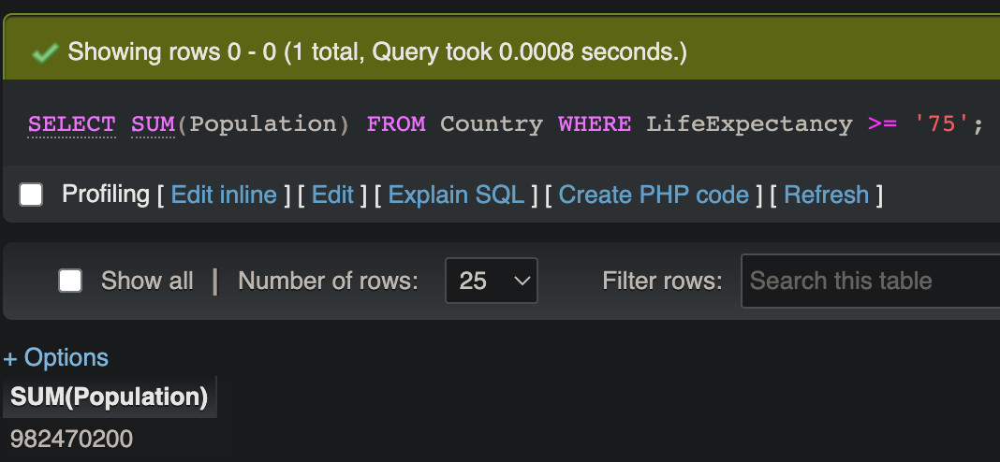 Showing rows 0 - 0 (1 total, Query took 0.0008 seconds.)
SELECT SUM(Population) FROM Country WHERE LifeExpectancy >= '75';
Profiling [ Edit inline ] [ Edit ] [ Explain SQL ] [ Create PHP code ] [ Refresh ]
Show all | Number of rows: 25 Filter rows: Search this table
+ Options
SUM(Population)
982470200